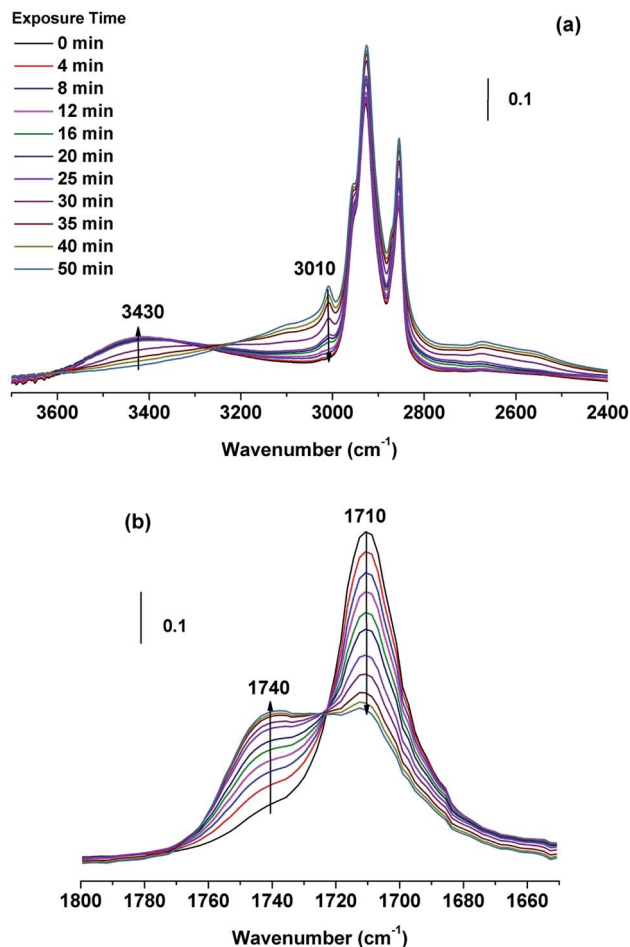 Exposure Time
0 min
4 min
8 min
12 min
16 min
20 min
25 min
30 min
35 min
40 min
50 min
(a)
0.1
3010
3430
3600 3400 3200 3000 2800 2600 2400
Wavenumber (cm⁻¹)
(b)
1710
0.1
1740
1800 1780 1760 1740 1720 1700 1680 1660
Wavenumber (cm⁻¹)